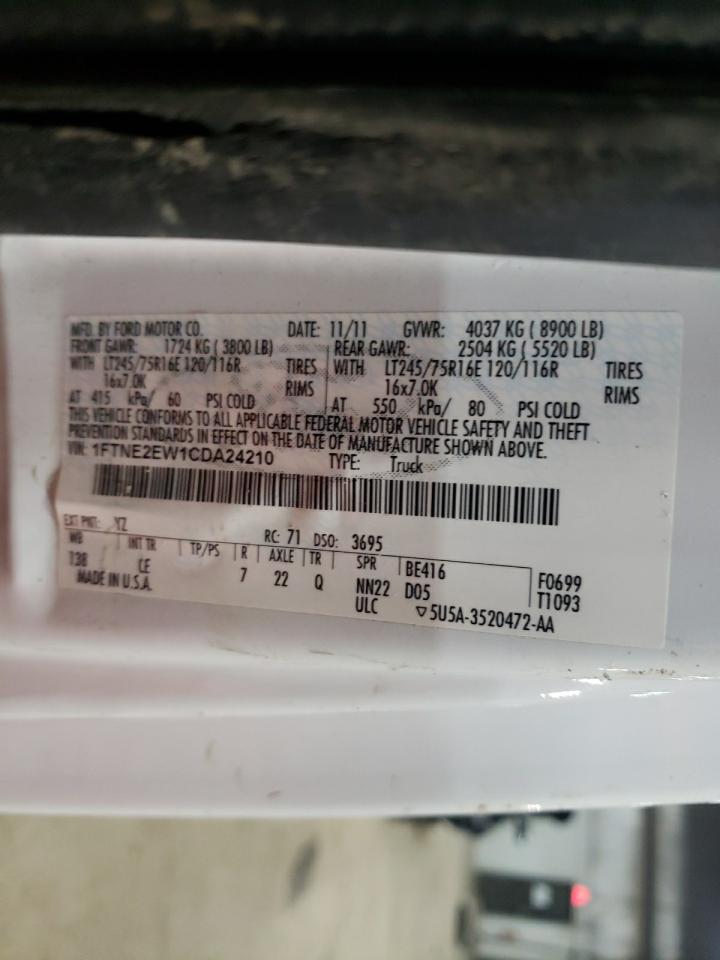 MFD. BY FORD MOTOR CO. DATE: 11/11 GVWR: 4037 KG ( 8900 LB)
FRONT GAWR: 1724 KG ( 3800 LB) REAR GAWR: 2504 KG ( 5520 LB)
WITH LT245/75R16E 120/116R TIRES WITH LT245/75R16E 120/116R TIRES
16x7.0K RIMS 16x7.0K RIMS
AT 415 kPa/ 60 PSI COLD AT 550 kPa/ 80 PSI COLD
THIS VEHICLE CONFORMS TO ALL APPLICABLE FEDERAL MOTOR VEHICLE SAFETY AND THEFT
PREVENTION STANDARDS IN EFFECT ON THE DATE OF MANUFACTURE SHOWN ABOVE.
VIN: 1FTNE2EW1CDA24210 TYPE: Truck
EXT PNT: YZ RC: 71 DSO: 3695
WB INT TR TP/PS R AXLE TR SPR BE416 F0699
138 CE 7 22 Q NN22 D05 T1093
MADE IN U.S.A. ULC ▽5U5A-3520472-AA